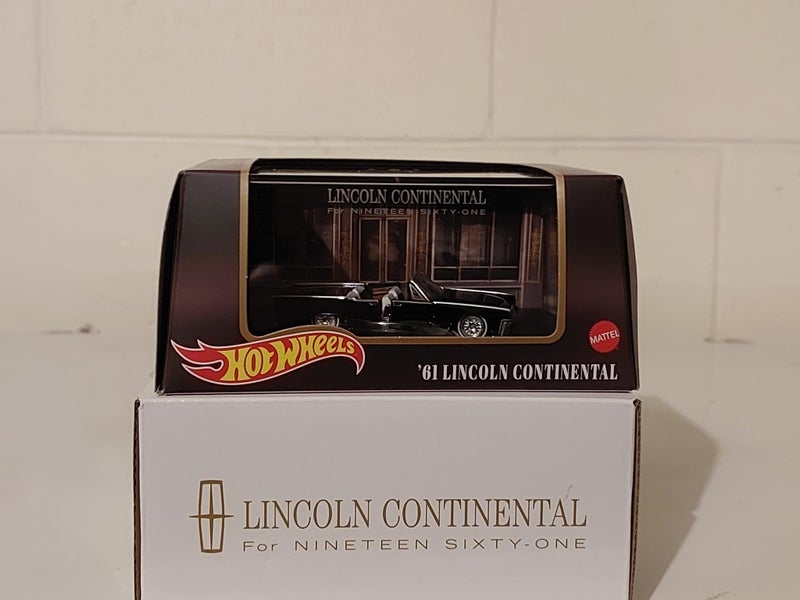 LINCOLN CONTINENTAL
For NINETEEN SIXTY-ONE
Hot Wheels
MATTEL
'61 LINCOLN CONTINENTAL
LINCOLN CONTINENTAL
For NINETEEN SIXTY-ONE